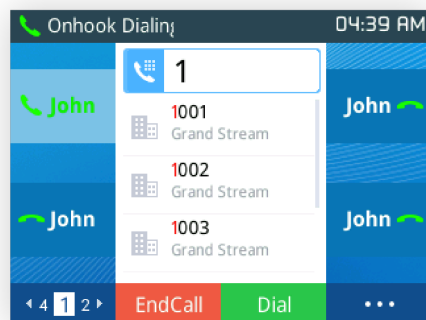 Onhook Dialing 04:39 AM
1
John
1001
Grand Stream
John
1002
Grand Stream
John
1003
Grand Stream
John
4 1 2 EndCall Dial ...